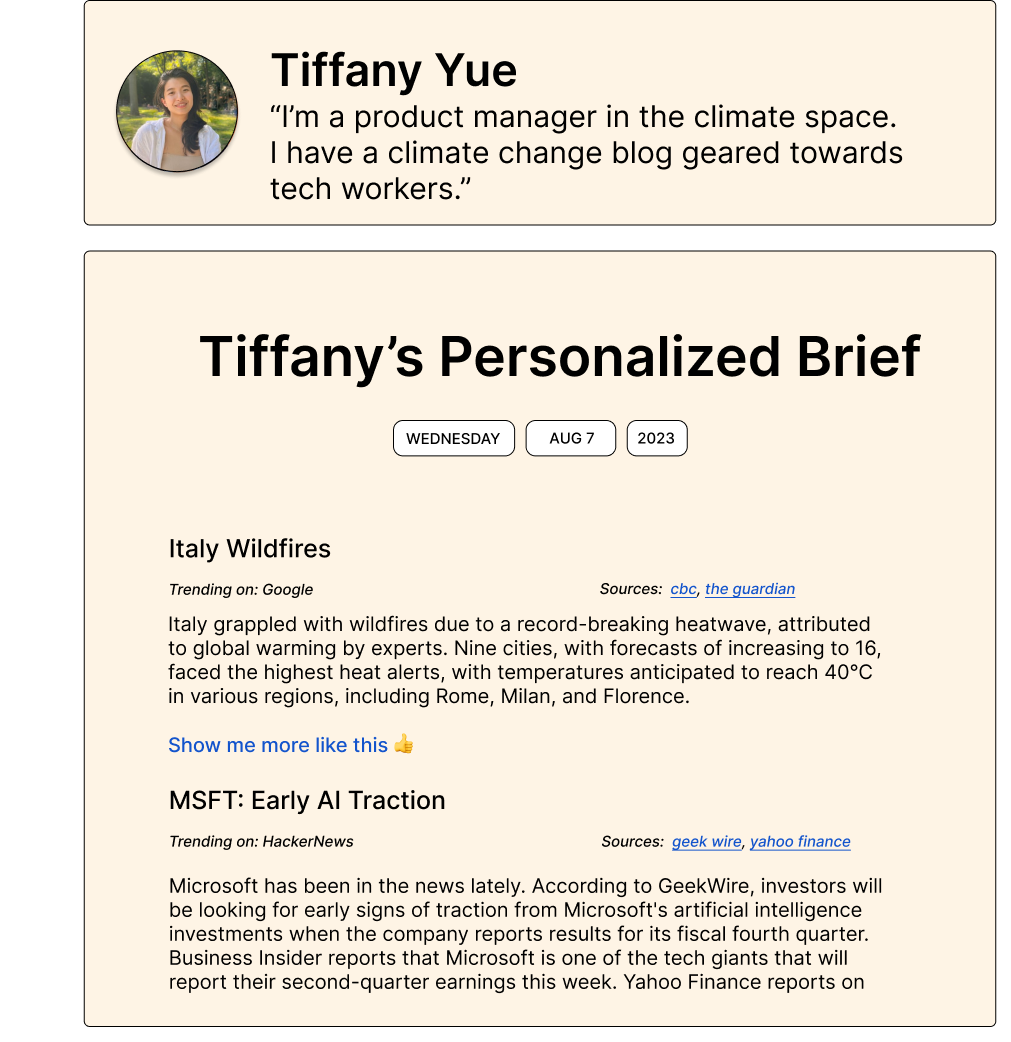 Tiffany Yue
“I’m a product manager in the climate space.
I have a climate change blog geared towards
tech workers.”
Tiffany’s Personalized Brief
WEDNESDAY AUG 7 2023
Italy Wildfires
Trending on: Google Sources: cbc, the guardian
Italy grappled with wildfires due to a record-breaking heatwave, attributed
to global warming by experts. Nine cities, with forecasts of increasing to 16,
faced the highest heat alerts, with temperatures anticipated to reach 40°C
in various regions, including Rome, Milan, and Florence.
Show me more like this 👍
MSFT: Early AI Traction
Trending on: HackerNews Sources: geek wire, yahoo finance
Microsoft has been in the news lately. According to GeekWire, investors will
be looking for early signs of traction from Microsoft's artificial intelligence
investments when the company reports results for its fiscal fourth quarter.
Business Insider reports that Microsoft is one of the tech giants that will
report their second-quarter earnings this week. Yahoo Finance reports on